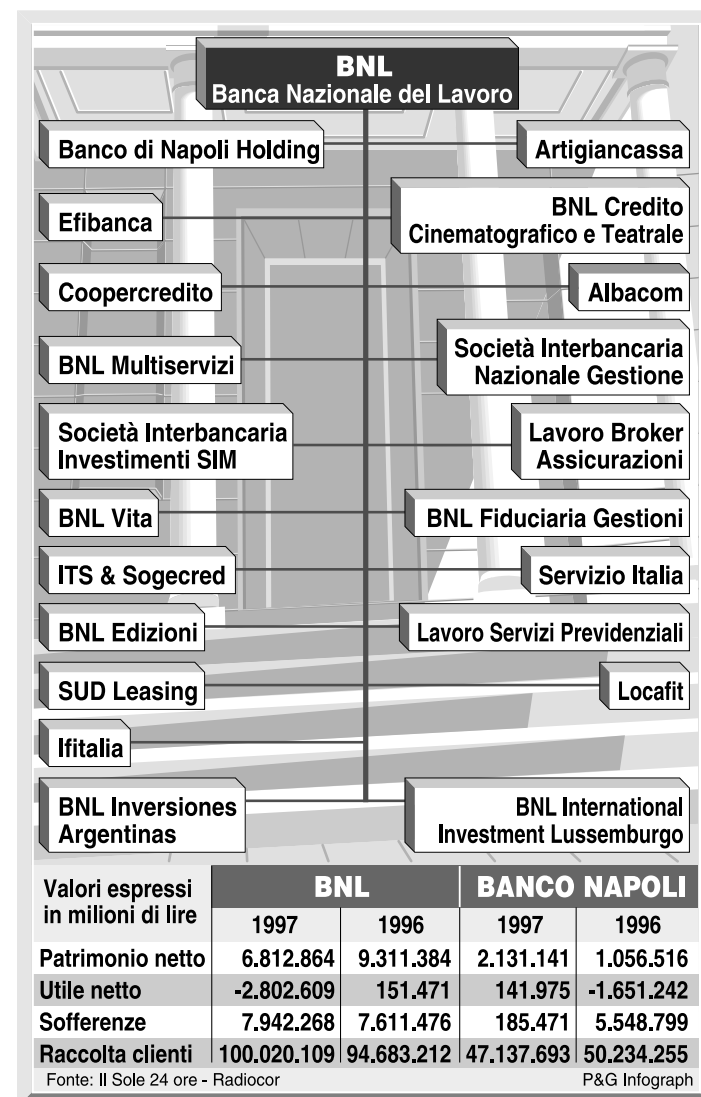 BNL
Banca Nazionale del Lavoro
Banco di Napoli Holding
Artigiancassa
Efibanca
BNL Credito
Cinematografico e Teatrale
Coopercredito
Albacom
BNL Multiservizi
Società Interbancaria
Nazionale Gestione
Società Interbancaria
Investimenti SIM
Lavoro Broker
Assicurazioni
BNL Vita
BNL Fiduciaria Gestioni
ITS & Sogecred
Servizio Italia
BNL Edizioni
Lavoro Servizi Previdenziali
SUD Leasing
Locafit
Ifitalia
BNL Inversiones
Argentinas
BNL International
Investment Lussemburgo
Valori espressi
in milioni di lire
BNL BANCO NAPOLI
1997 1996 1997 1996
Patrimonio netto 6.812.864 9.311.384 2.131.141 1.056.516
Utile netto -2.802.609 151.471 141.975 -1.651.242
Sofferenze 7.942.268 7.611.476 185.471 5.548.799
Raccolta clienti 100.020.109 94.683.212 47.137.693 50.234.255
Fonte: Il Sole 24 ore - Radiocor P&G Infograph